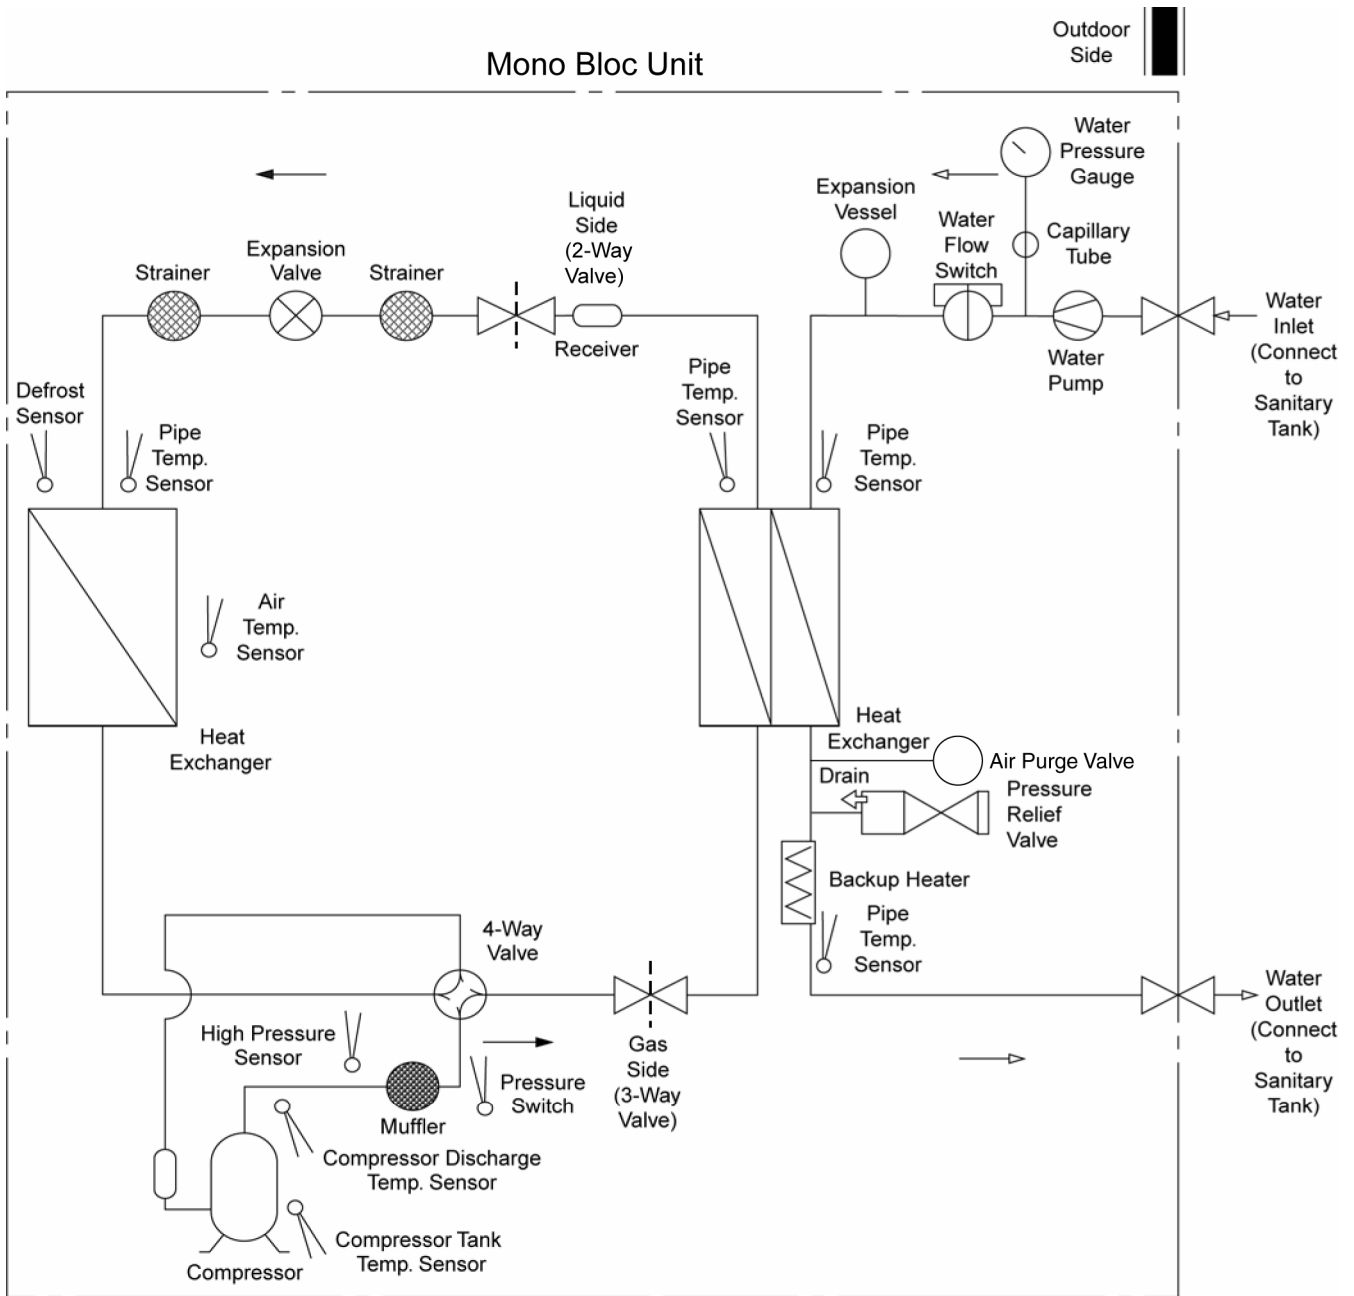 Outdoor
Side
Mono Bloc Unit
Water
Pressure
Gauge
Expansion
Vessel
Water
Flow
Switch
Capillary
Tube
Liquid
Side
(2-Way
Valve)
Strainer
Expansion
Valve
Strainer
Receiver
Water
Pump
Water
Inlet
(Connect
to
Sanitary
Tank)
Defrost
Sensor
Pipe
Temp.
Sensor
Pipe
Temp.
Sensor
Pipe
Temp.
Sensor
Air
Temp.
Sensor
Heat
Exchanger
Heat
Exchanger
Air Purge Valve
Drain
Pressure
Relief
Valve
Backup Heater
Pipe
Temp.
Sensor
4-Way
Valve
Water
Outlet
(Connect
to
Sanitary
Tank)
High Pressure
Sensor
Gas
Side
(3-Way
Valve)
Pressure
Switch
Muffler
Compressor Discharge
Temp. Sensor
Compressor Tank
Temp. Sensor
Compressor